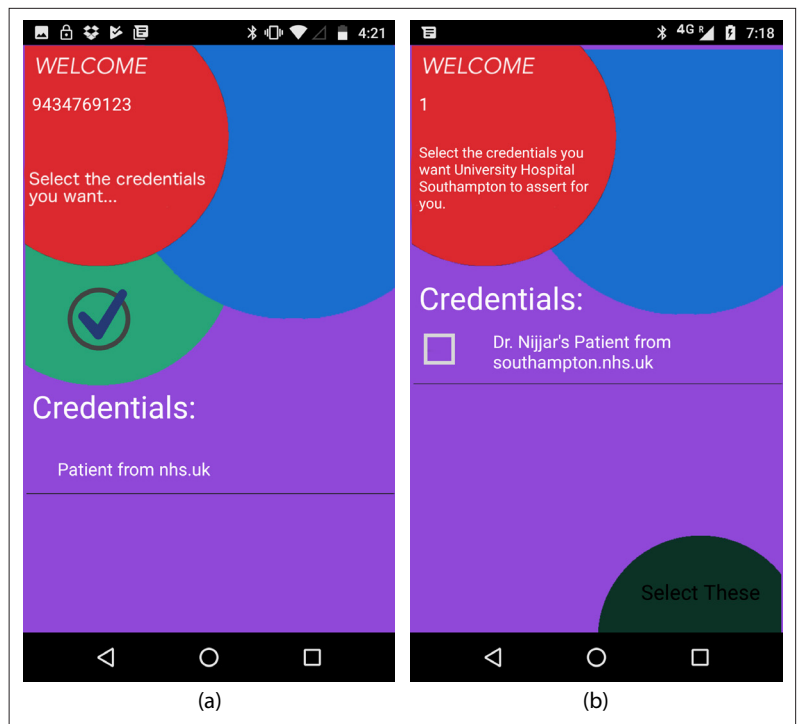 4:21
WELCOME
9434769123
Select the credentials
you want...
Credentials:
Patient from nhs.uk
(a)
4G R 7:18
WELCOME
1
Select the credentials you
want University Hospital
Southampton to assert for
you.
Credentials:
Dr. Nijjar's Patient from
southampton.nhs.uk
Select These
(b)